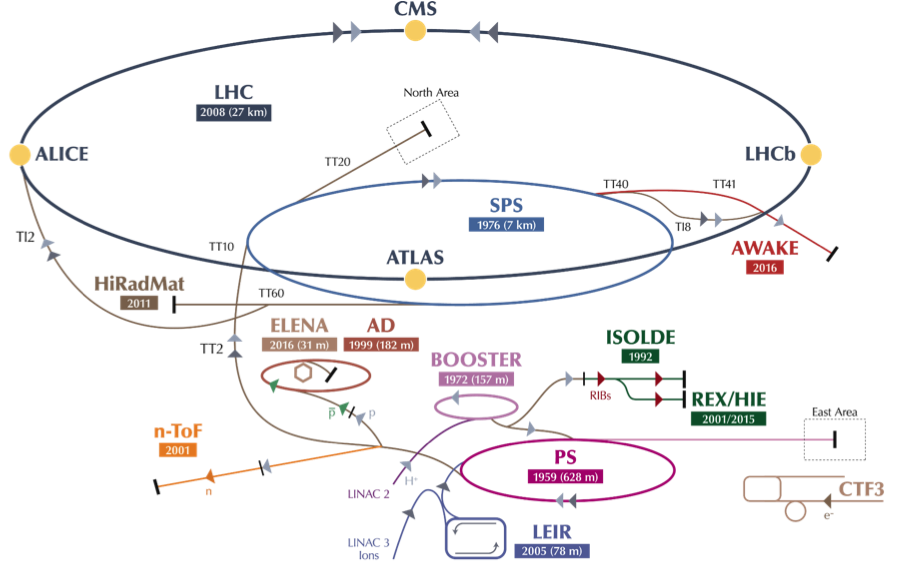 CMS
LHC
2008 (27 km)
North Area
ALICE
LHCb
TT20
TT40
TT41
SPS
1976 (7 km)
TI8
TI2
TT10
ATLAS
AWAKE
2016
HiRadMat
2011
TT60
ELENA
2016 (31 m)
AD
1999 (182 m)
TT2
BOOSTER
1972 (157 m)
ISOLDE
1992
RIBs
REX/HIE
2001/2015
p̅
p
East Area
n-ToF
2001
n
PS
1959 (628 m)
H⁺
LINAC 2
CTF3
e⁻
LINAC 3
Ions
LEIR
2005 (78 m)